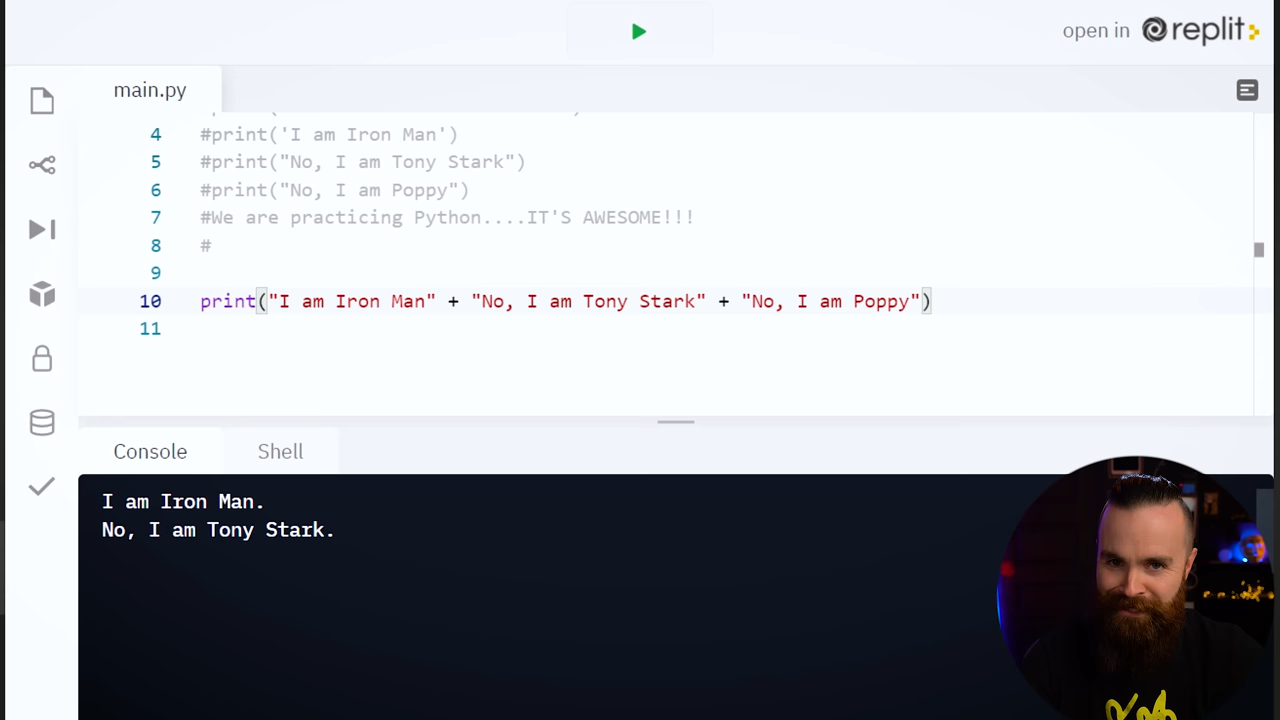 open in replit
main.py
4 #print('I am Iron Man')
5 #print("No, I am Tony Stark")
6 #print("No, I am Poppy")
7 #We are practicing Python....IT'S AWESOME!!!
8 #
9
10 print("I am Iron Man" + "No, I am Tony Stark" + "No, I am Poppy")
11
Console Shell
I am Iron Man.
No, I am Tony Stark.